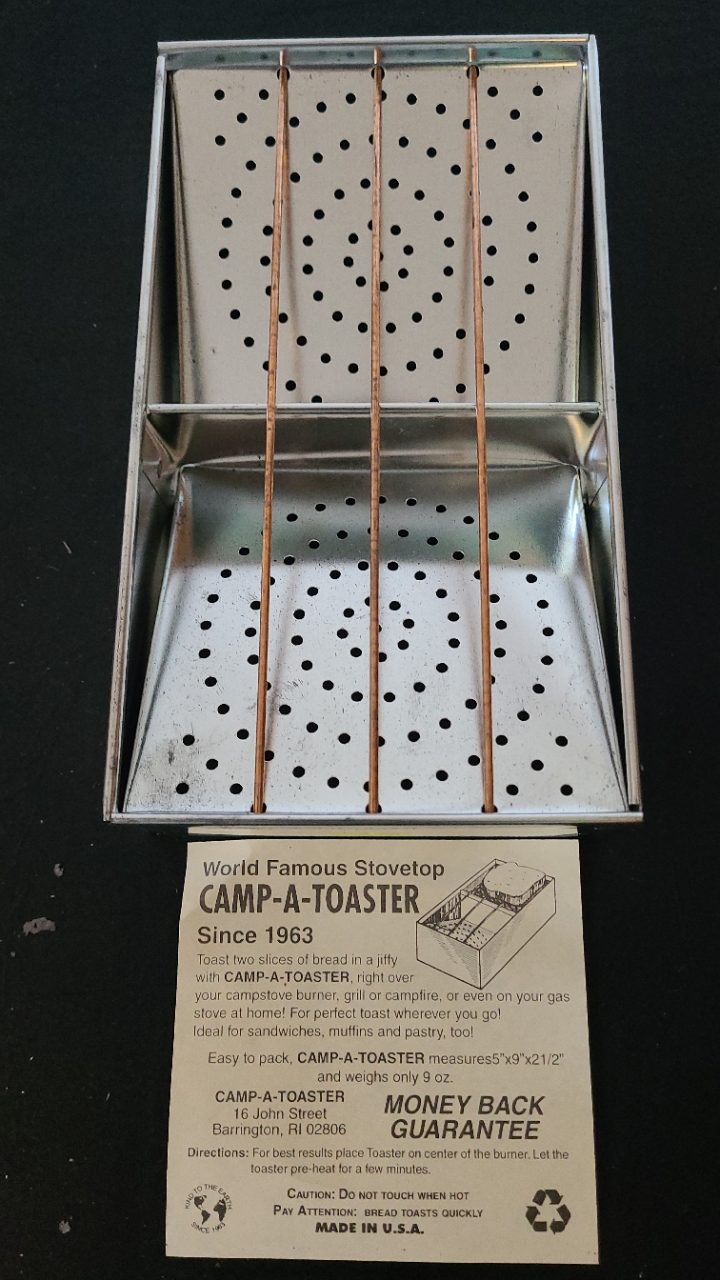 World Famous Stovetop
CAMP-A-TOASTER
Since 1963
Toast two slices of bread in a jiffy
with CAMP-A-TOASTER, right over
your campstove burner, grill or campfire, or even on your gas
stove at home! For perfect toast wherever you go!
Ideal for sandwiches, muffins and pastry, too!
Easy to pack, CAMP-A-TOASTER measures5"x9"x21/2"
and weighs only 9 oz.
CAMP-A-TOASTER
16 John Street
Barrington, RI 02806
MONEY BACK
GUARANTEE
Directions: For best results place Toaster on center of the burner. Let the
toaster pre-heat for a few minutes.
KIND TO THE EARTH
SINCE 1963
CAUTION: DO NOT TOUCH WHEN HOT
PAY ATTENTION: BREAD TOASTS QUICKLY
MADE IN U.S.A.